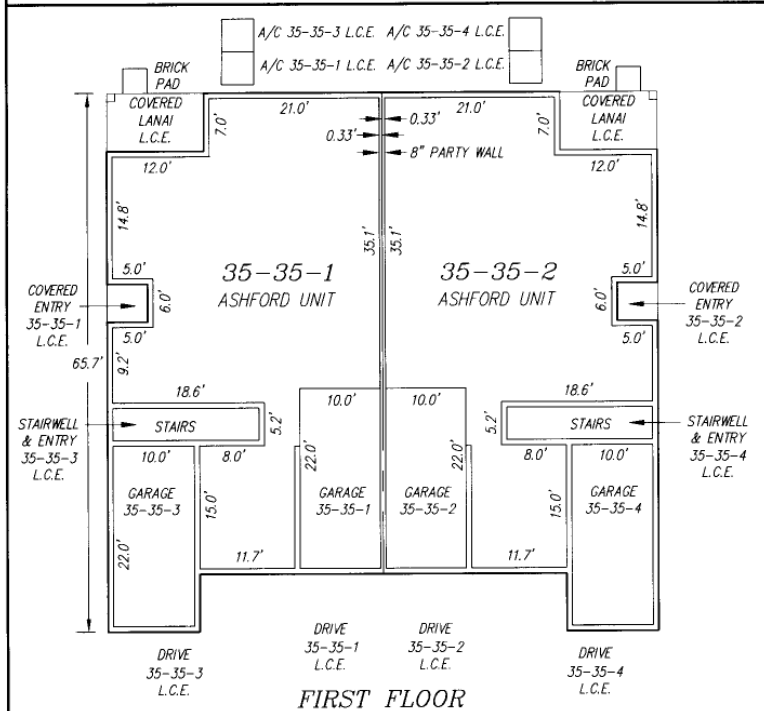 A/C 35-35-3 L.C.E. A/C 35-35-4 L.C.E.
A/C 35-35-1 L.C.E. A/C 35-35-2 L.C.E.
BRICK
PAD
BRICK
PAD
COVERED
LANAI
L.C.E.
COVERED
LANAI
L.C.E.
21.0'
21.0'
7.0'
7.0'
0.33'
0.33'
8" PARTY WALL
12.0'
12.0'
14.8'
14.8'
35.1'
35.1'
35-35-1
ASHFORD UNIT
35-35-2
ASHFORD UNIT
5.0'
5.0'
COVERED
ENTRY
35-35-1
L.C.E.
6.0'
6.0'
COVERED
ENTRY
35-35-2
L.C.E.
5.0'
5.0'
65.7'
9.2'
18.6'
10.0'
10.0'
18.6'
STAIRWELL
& ENTRY
35-35-3
L.C.E.
STAIRS
5.2'
5.2'
STAIRS
STAIRWELL
& ENTRY
35-35-4
L.C.E.
10.0'
8.0'
22.0'
22.0'
8.0'
10.0'
GARAGE
35-35-3
GARAGE
35-35-1
GARAGE
35-35-2
GARAGE
35-35-4
15.0'
15.0'
22.0'
11.7'
11.7'
DRIVE
35-35-3
L.C.E.
DRIVE
35-35-1
L.C.E.
DRIVE
35-35-2
L.C.E.
DRIVE
35-35-4
L.C.E.
FIRST FLOOR